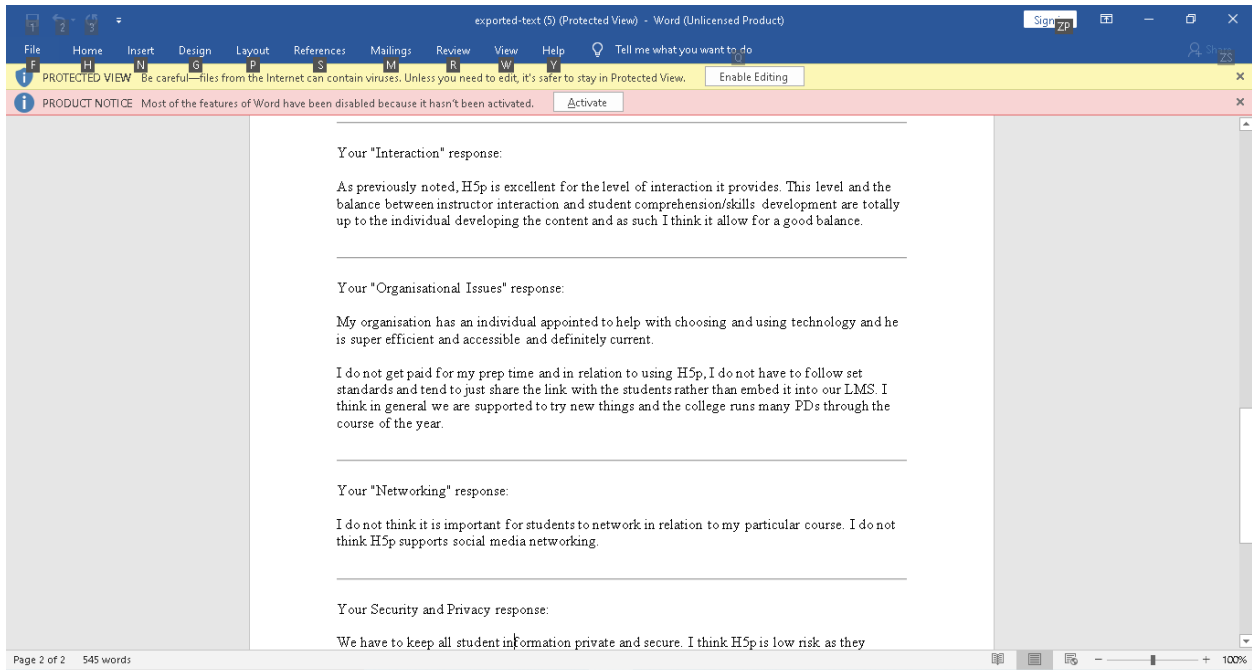 exported-text (5) (Protected View) - Word (Unlicensed Product)
1 2 3 ZP
File Home Insert Design Layout References Mailings Review View Help Tell me what you want to do
F H N G P S M R W Y Q ZS
PROTECTED VIEW Be careful—files from the Internet can contain viruses. Unless you need to edit, it's safer to stay in Protected View. Enable Editing
PRODUCT NOTICE Most of the features of Word have been disabled because it hasn't been activated. Activate
Your "Interaction" response:
As previously noted, H5p is excellent for the level of interaction it provides. This level and the
balance between instructor interaction and student comprehension/skills development are totally
up to the individual developing the content and as such I think it allow for a good balance.
Your "Organisational Issues" response:
My organisation has an individual appointed to help with choosing and using technology and he
is super efficient and accessible and definitely current.
I do not get paid for my prep time and in relation to using H5p, I do not have to follow set
standards and tend to just share the link with the students rather than embed it into our LMS. I
think in general we are supported to try new things and the college runs many PDs through the
course of the year.
Your "Networking" response:
I do not think it is important for students to network in relation to my particular course. I do not
think H5p supports social media networking.
Your Security and Privacy response:
We have to keep all student information private and secure. I think H5p is low risk as they
Page 2 of 2 545 words 100%